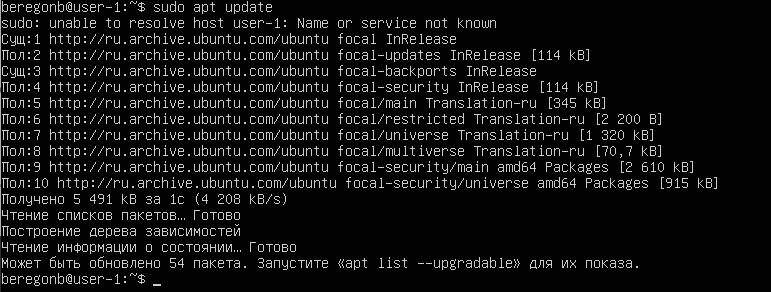 beregonb@user-1:~$ sudo apt update
sudo: unable to resolve host user-1: Name or service not known
Сущ:1 http://ru.archive.ubuntu.com/ubuntu focal InRelease
Пол:2 http://ru.archive.ubuntu.com/ubuntu focal-updates InRelease [114 kB]
Сущ:3 http://ru.archive.ubuntu.com/ubuntu focal-backports InRelease
Пол:4 http://ru.archive.ubuntu.com/ubuntu focal-security InRelease [114 kB]
Пол:5 http://ru.archive.ubuntu.com/ubuntu focal/main Translation-ru [345 kB]
Пол:6 http://ru.archive.ubuntu.com/ubuntu focal/restricted Translation-ru [2 200 B]
Пол:7 http://ru.archive.ubuntu.com/ubuntu focal/universe Translation-ru [1 320 kB]
Пол:8 http://ru.archive.ubuntu.com/ubuntu focal/multiverse Translation-ru [70,7 kB]
Пол:9 http://ru.archive.ubuntu.com/ubuntu focal-security/main amd64 Packages [2 610 kB]
Пол:10 http://ru.archive.ubuntu.com/ubuntu focal-security/universe amd64 Packages [915 kB]
Получено 5 491 kB за 1с (4 208 kB/s)
Чтение списков пакетов… Готово
Построение дерева зависимостей
Чтение информации о состоянии… Готово
Может быть обновлено 54 пакета. Запустите «apt list --upgradable» для их показа.
beregonb@user-1:~$ _